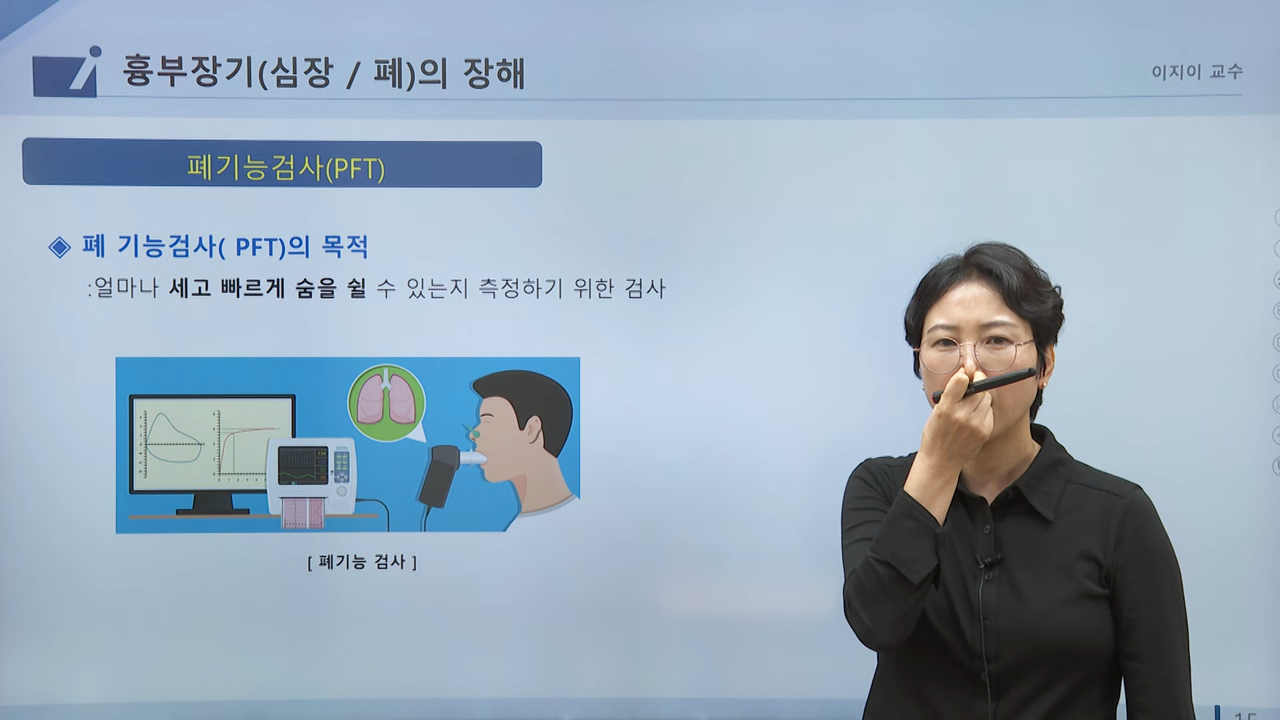 흉부장기(심장 / 폐)의 장해
이지이 교수
폐기능검사(PFT)
◈ 폐 기능검사( PFT)의 목적
:얼마나 세고 빠르게 숨을 쉴 수 있는지 측정하기 위한 검사
[ 폐기능 검사 ]
15